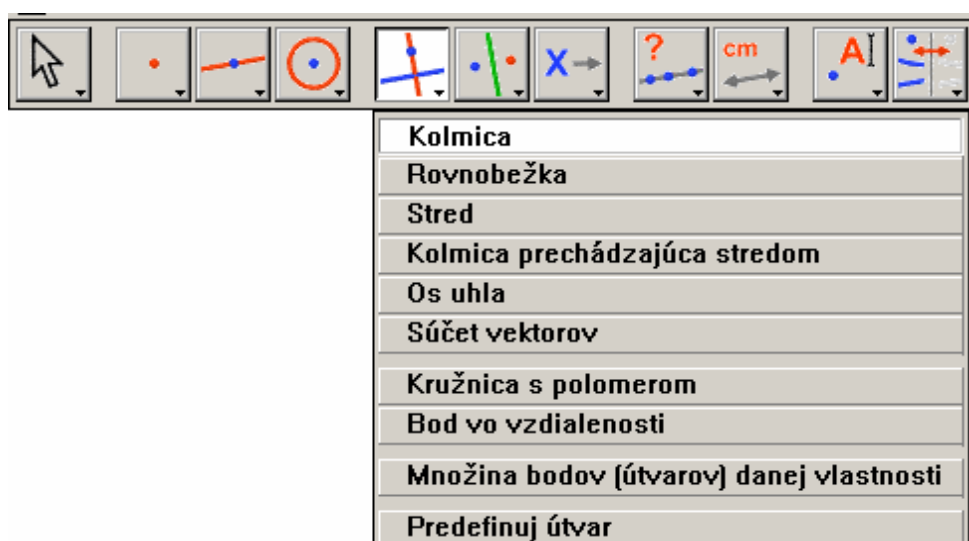 X
?
cm
A
Kolmica
Rovnobežka
Stred
Kolmica prechádzajúca stredom
Os uhla
Súčet vektorov
Kružnica s polomerom
Bod vo vzdialenosti
Množina bodov (útvarov) danej vlastnosti
Predefinuj útvar